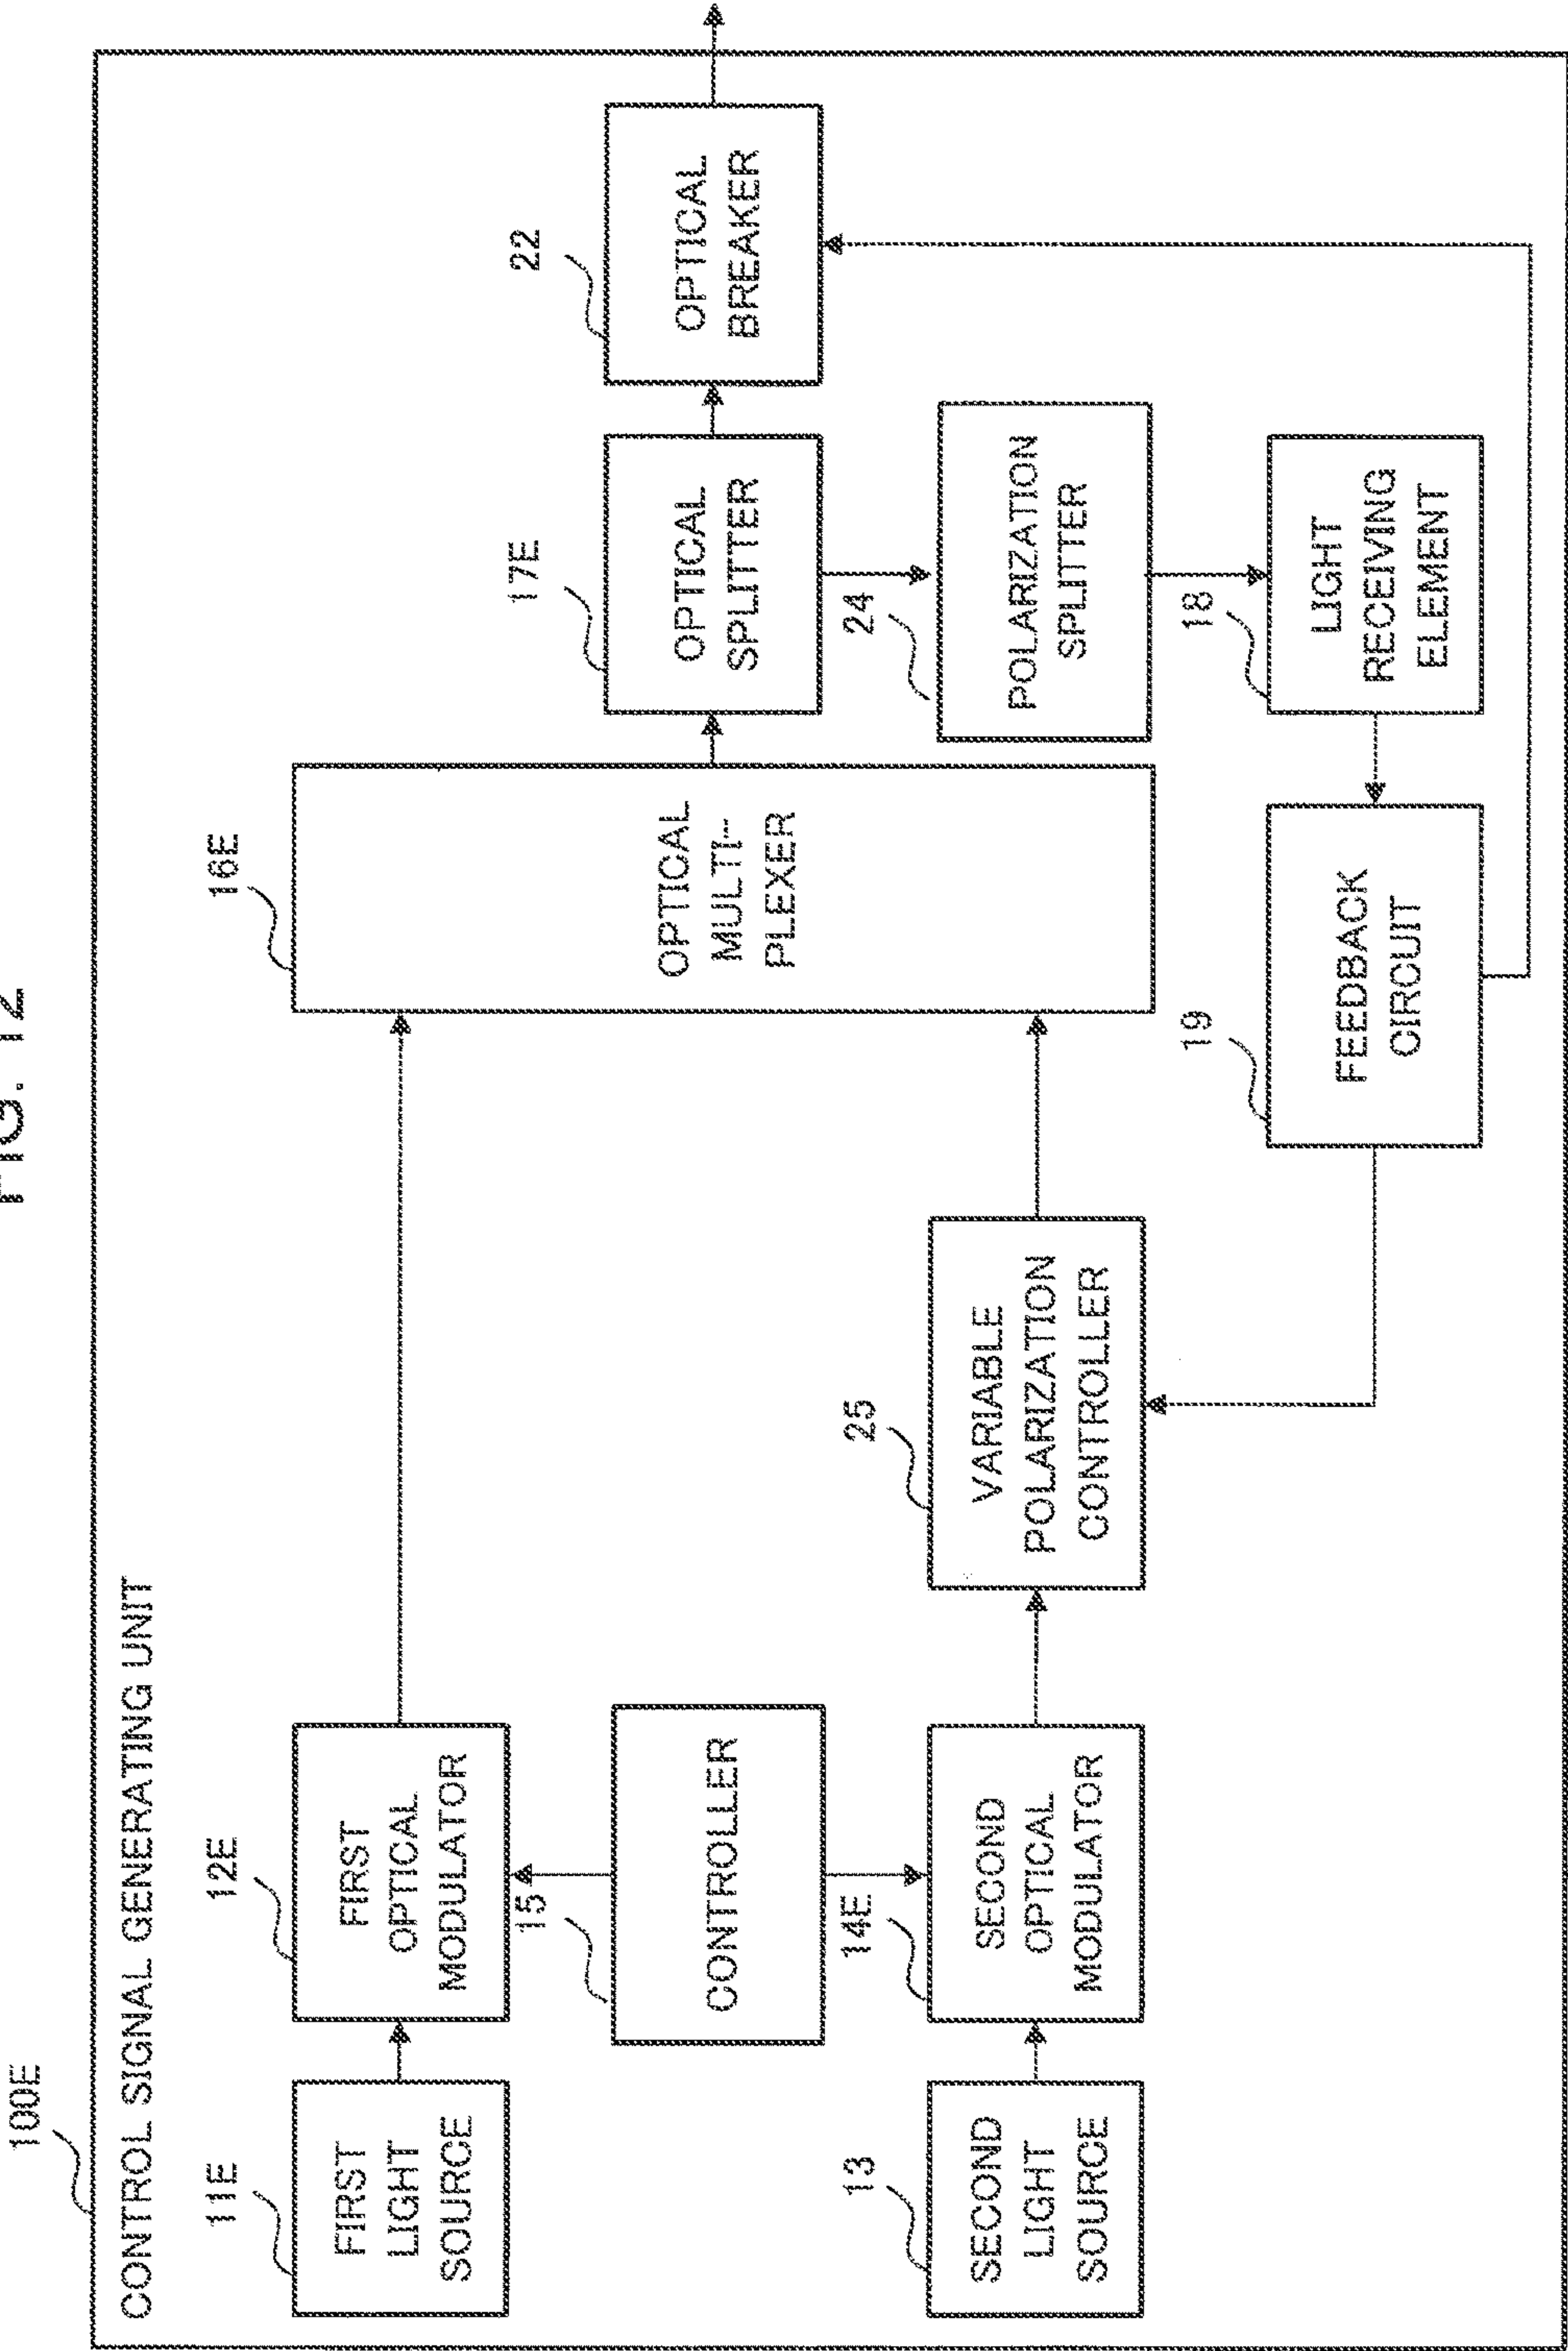 FIG. 12
100E
CONTROL SIGNAL GENERATING UNIT
11E
FIRST
LIGHT
SOURCE
12E
FIRST
OPTICAL
MODULATOR
16E
OPTICAL
MULTI-
PLEXER
15
CONTROLLER
17E
OPTICAL
SPLITTER
22
OPTICAL
BREAKER
13
SECOND
LIGHT
SOURCE
14E
SECOND
OPTICAL
MODULATOR
25
VARIABLE
POLARIZATION
CONTROLLER
24
POLARIZATION
SPLITTER
19
FEEDBACK
CIRCUIT
18
LIGHT
RECEIVING
ELEMENT